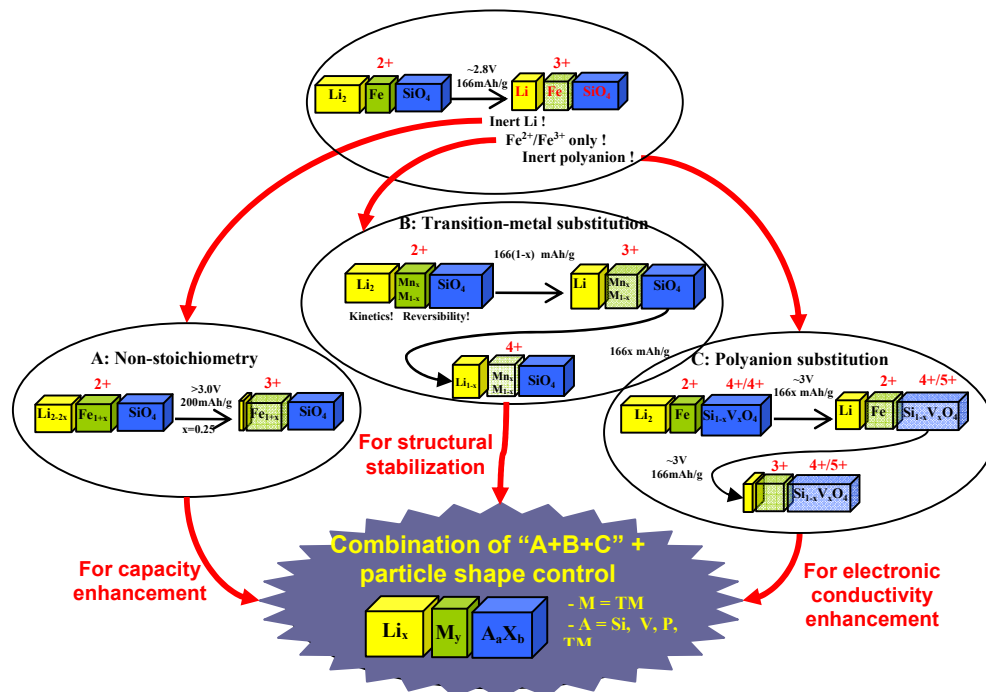 2+
3+
~2.8V
166mAh/g
Li₂ Fe SiO₄
Li Fe SiO₄
Inert Li !
Fe²⁺/Fe³⁺ only !
Inert polyanion !
B: Transition-metal substitution
2+
166(1-x) mAh/g
3+
Li₂ Mnₓ M₁₋ₓ SiO₄
Li Mnₓ M₁₋ₓ SiO₄
Kinetics! Reversibility!
4+
166x mAh/g
Li₁₋ₓ Mnₓ M₁₋ₓ SiO₄
A: Non-stoichiometry
2+
>3.0V
200mAh/g
x=0.25
3+
Li₂₋₂ₓ Fe₁₊ₓ SiO₄
Fe₁₊ₓ SiO₄
C: Polyanion substitution
2+ 4+/4+
~3V
166x mAh/g
2+ 4+/5+
Li₂ Fe Si₁₋ₓVₓO₄
Li Fe Si₁₋ₓVₓO₄
~3V
166mAh/g
3+ 4+/5+
Si₁₋ₓVₓO₄
For structural
stabilization
For capacity
enhancement
For electronic
conductivity
enhancement
Combination of “A+B+C” +
particle shape control
Liₓ Mᵧ AₐX_b
- M = TM
- A = Si, V, P,
TM